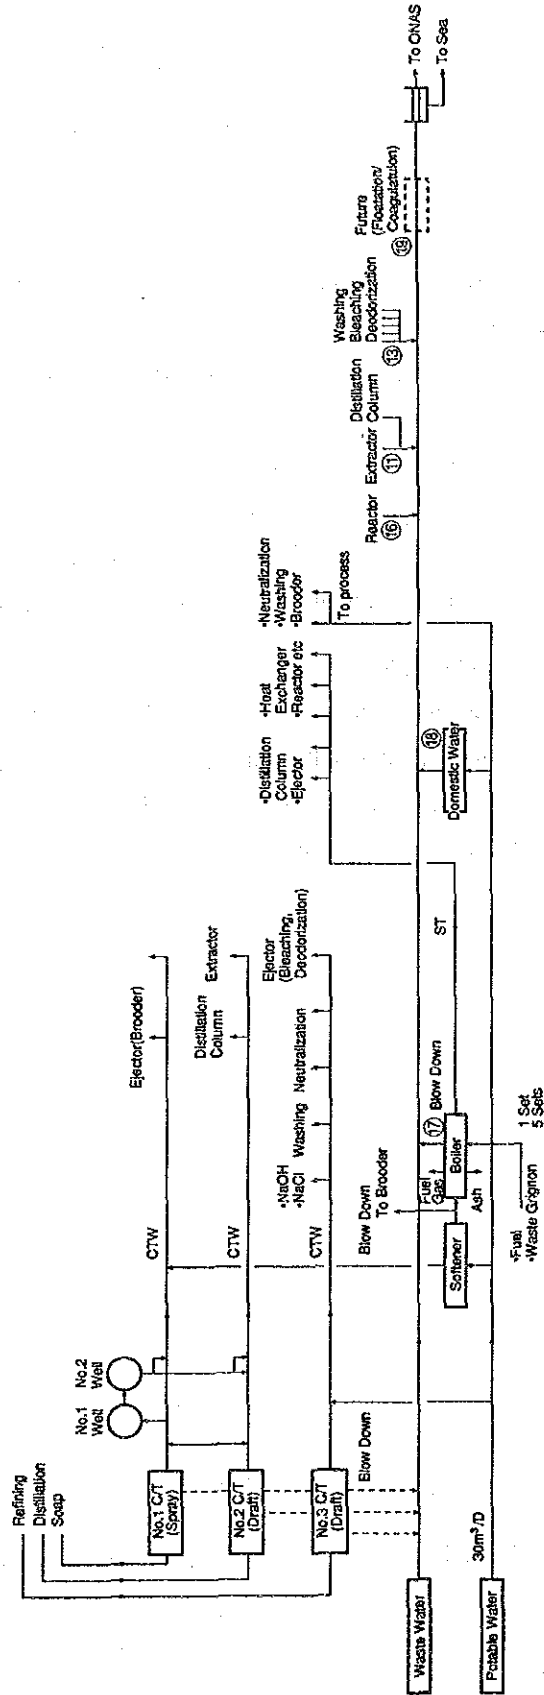 Refining
Distillation
Soap
No.1
Well
No.2
Well
No.1 C/T
(Spray)
No.2 C/T
(Draft)
No.3 C/T
(Draft)
CTW
CTW
CTW
Ejector(Brooder)
Distillation
Column
Extractor
•NaOH
•NaCl
Washing
Neutralization
Ejector
(Bleaching,
Deodorization)
Blow Down
Blow Down
To Brooder
•Distillation
Column
•Ejector
•Heat
Exchanger
•Reactor etc
•Neutralization
•Washing
•Brooder
To process
Waste Water
Potable Water
30m³/D
Softener
Boiler
Fuel
Gas
Ash
⑰ Blow Down
ST
•Fuel
•Waste Grignon
1 Set
5 Sets
Domestic Water
⑱
Reactor
⑯
Extractor
⑪
Distillation
Column
Washing
Bleaching
Deodorization
⑬
Future
(Floatation/
Coagulatuion)
⑲
To ONAS
To Sea